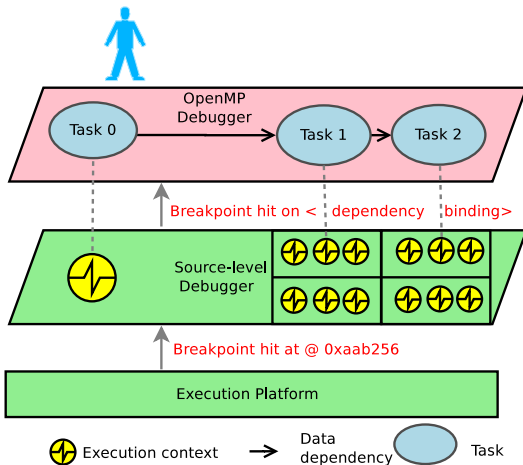 OpenMP
Debugger
Task 0
Task 1
Task 2
Breakpoint hit on < dependency binding>
Source-level
Debugger
Breakpoint hit at @ 0xaab256
Execution Platform
Execution context
Data
dependency
Task